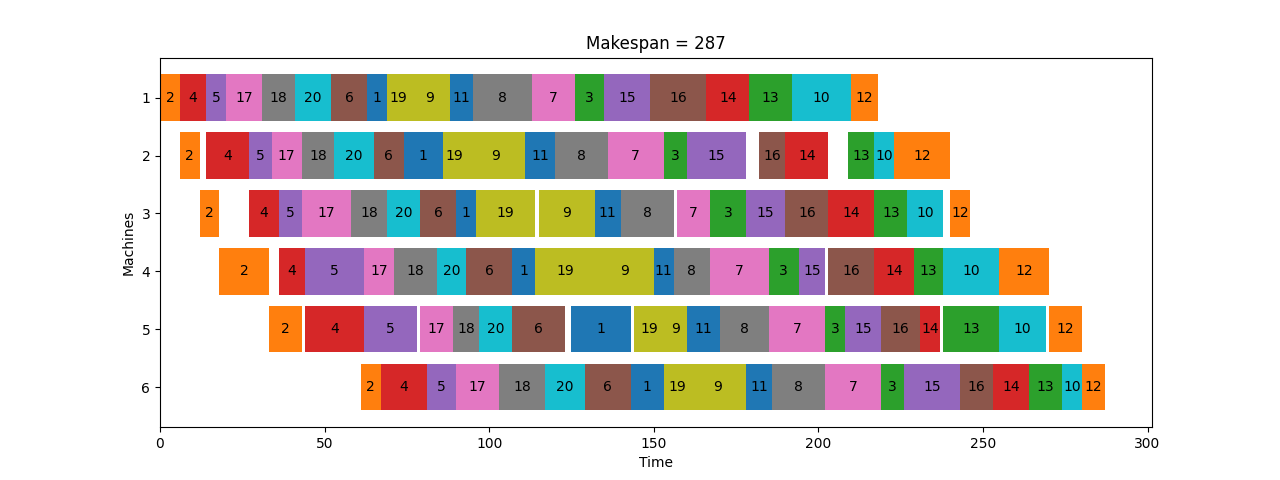 Makespan = 287
1 2 4 5 17 18 20 6 1 19 9 11 8 7 3 15 16 14 13 10 12
2 2 4 5 17 18 20 6 1 19 9 11 8 7 3 15 16 14 13 10 12
3 2 4 5 17 18 20 6 1 19 9 11 8 7 3 15 16 14 13 10 12
4 2 4 5 17 18 20 6 1 19 9 11 8 7 3 15 16 14 13 10 12
5 2 4 5 17 18 20 6 1 19 9 11 8 7 3 15 16 14 13 10 12
6 2 4 5 17 18 20 6 1 19 9 11 8 7 3 15 16 14 13 10 12
Machines
0 50 100 150 200 250 300
Time